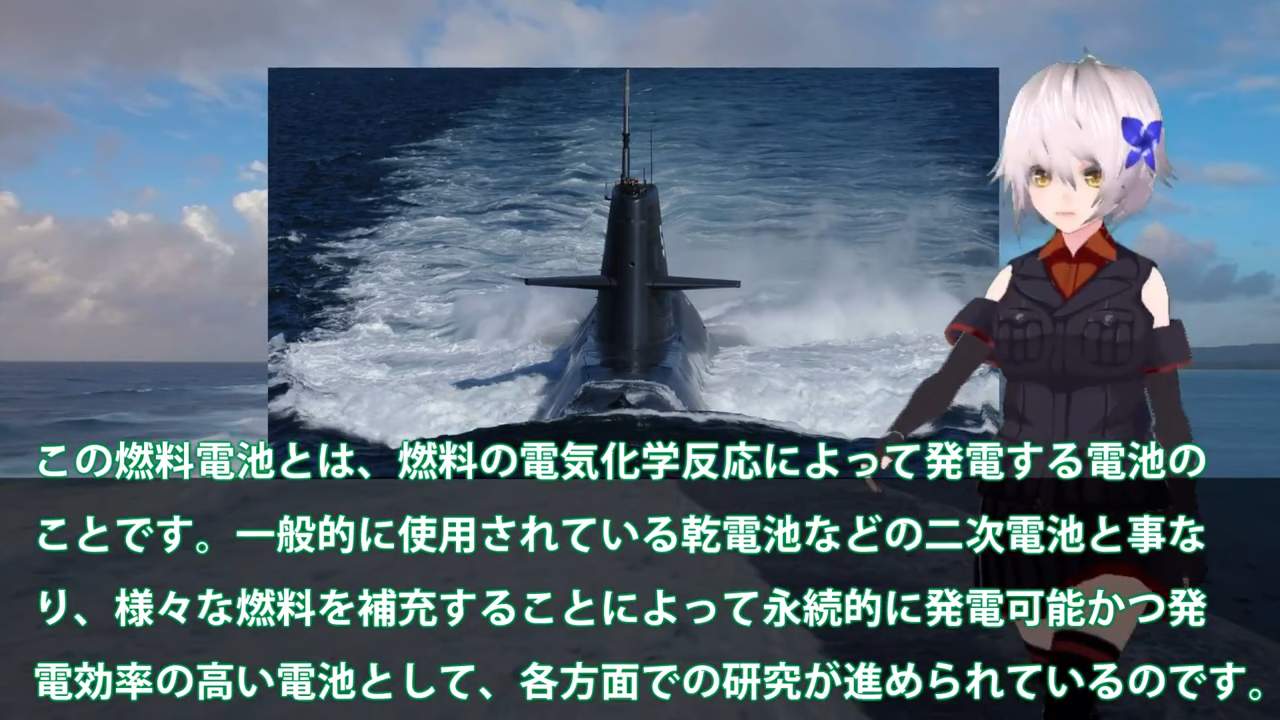 この燃料電池とは、燃料の電気化学反応によって発電する電池の
ことです。一般的に使用されている乾電池などの二次電池と事な
り、様々な燃料を補充することによって永続的に発電可能かつ発
電効率の高い電池として、各方面での研究が進められているのです。